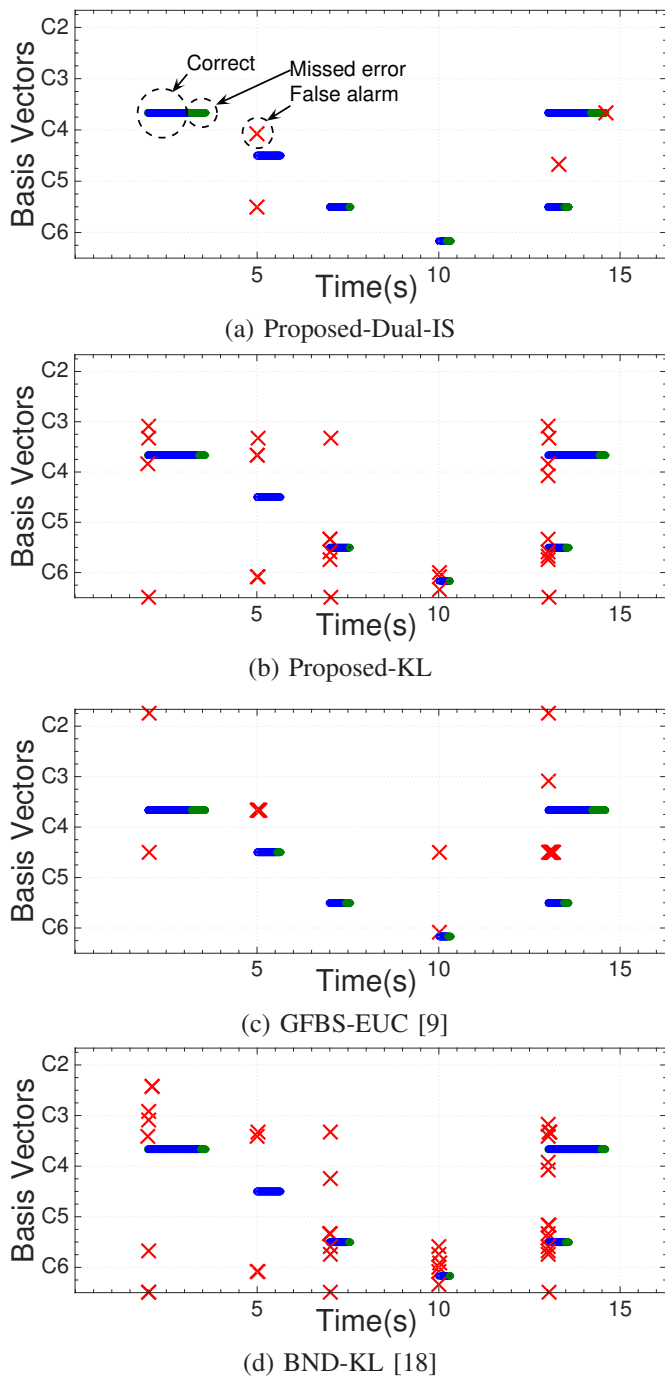 C2
C3
C4
C5
C6
Basis Vectors
Correct
Missed error
False alarm
5
10
15
Time(s)
(a) Proposed-Dual-IS
C2
C3
C4
C5
C6
Basis Vectors
5
10
15
Time(s)
(b) Proposed-KL
C2
C3
C4
C5
C6
Basis Vectors
5
10
15
Time(s)
(c) GFBS-EUC [9]
C2
C3
C4
C5
C6
Basis Vectors
5
10
15
Time(s)
(d) BND-KL [18]